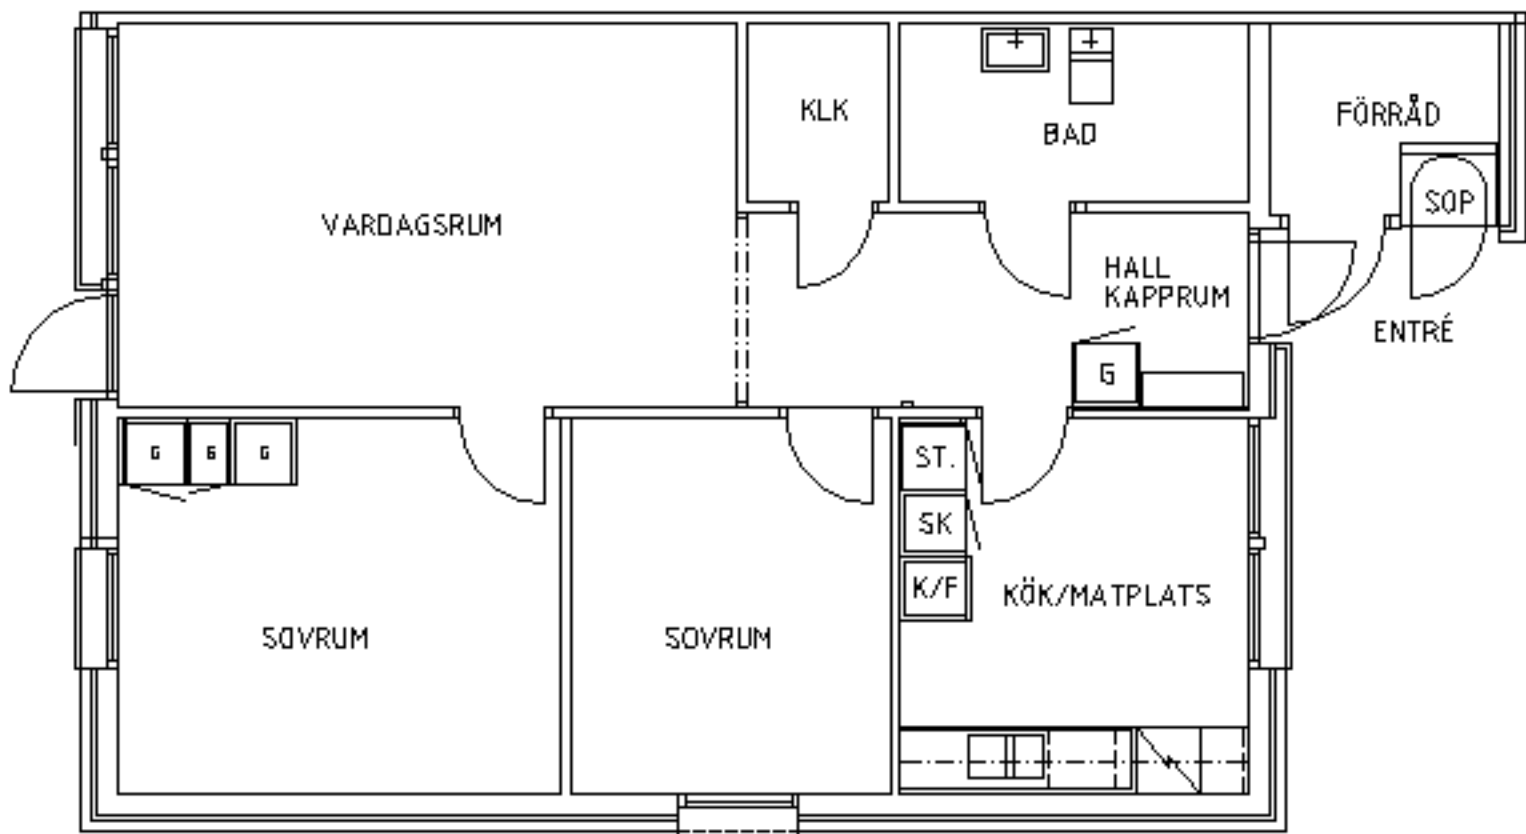 KLK
BAD
FÖRRÅD
SOP
VARDAGSRUM
HALL
KAPPRUM
ENTRÉ
G
G
G
G
ST.
SK
K/F
KÖK/MATPLATS
SOVRUM
SOVRUM